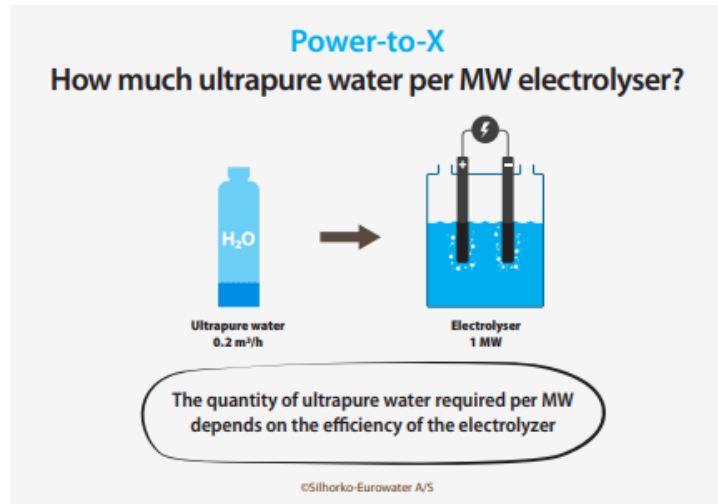 Power-to-X
How much ultrapure water per MW electrolyser?
+
−
H₂O
Ultrapure water
0.2 m³/h
Electrolyser
1 MW
The quantity of ultrapure water required per MW
depends on the efficiency of the electrolyzer
©Silhorko-Eurowater A/S